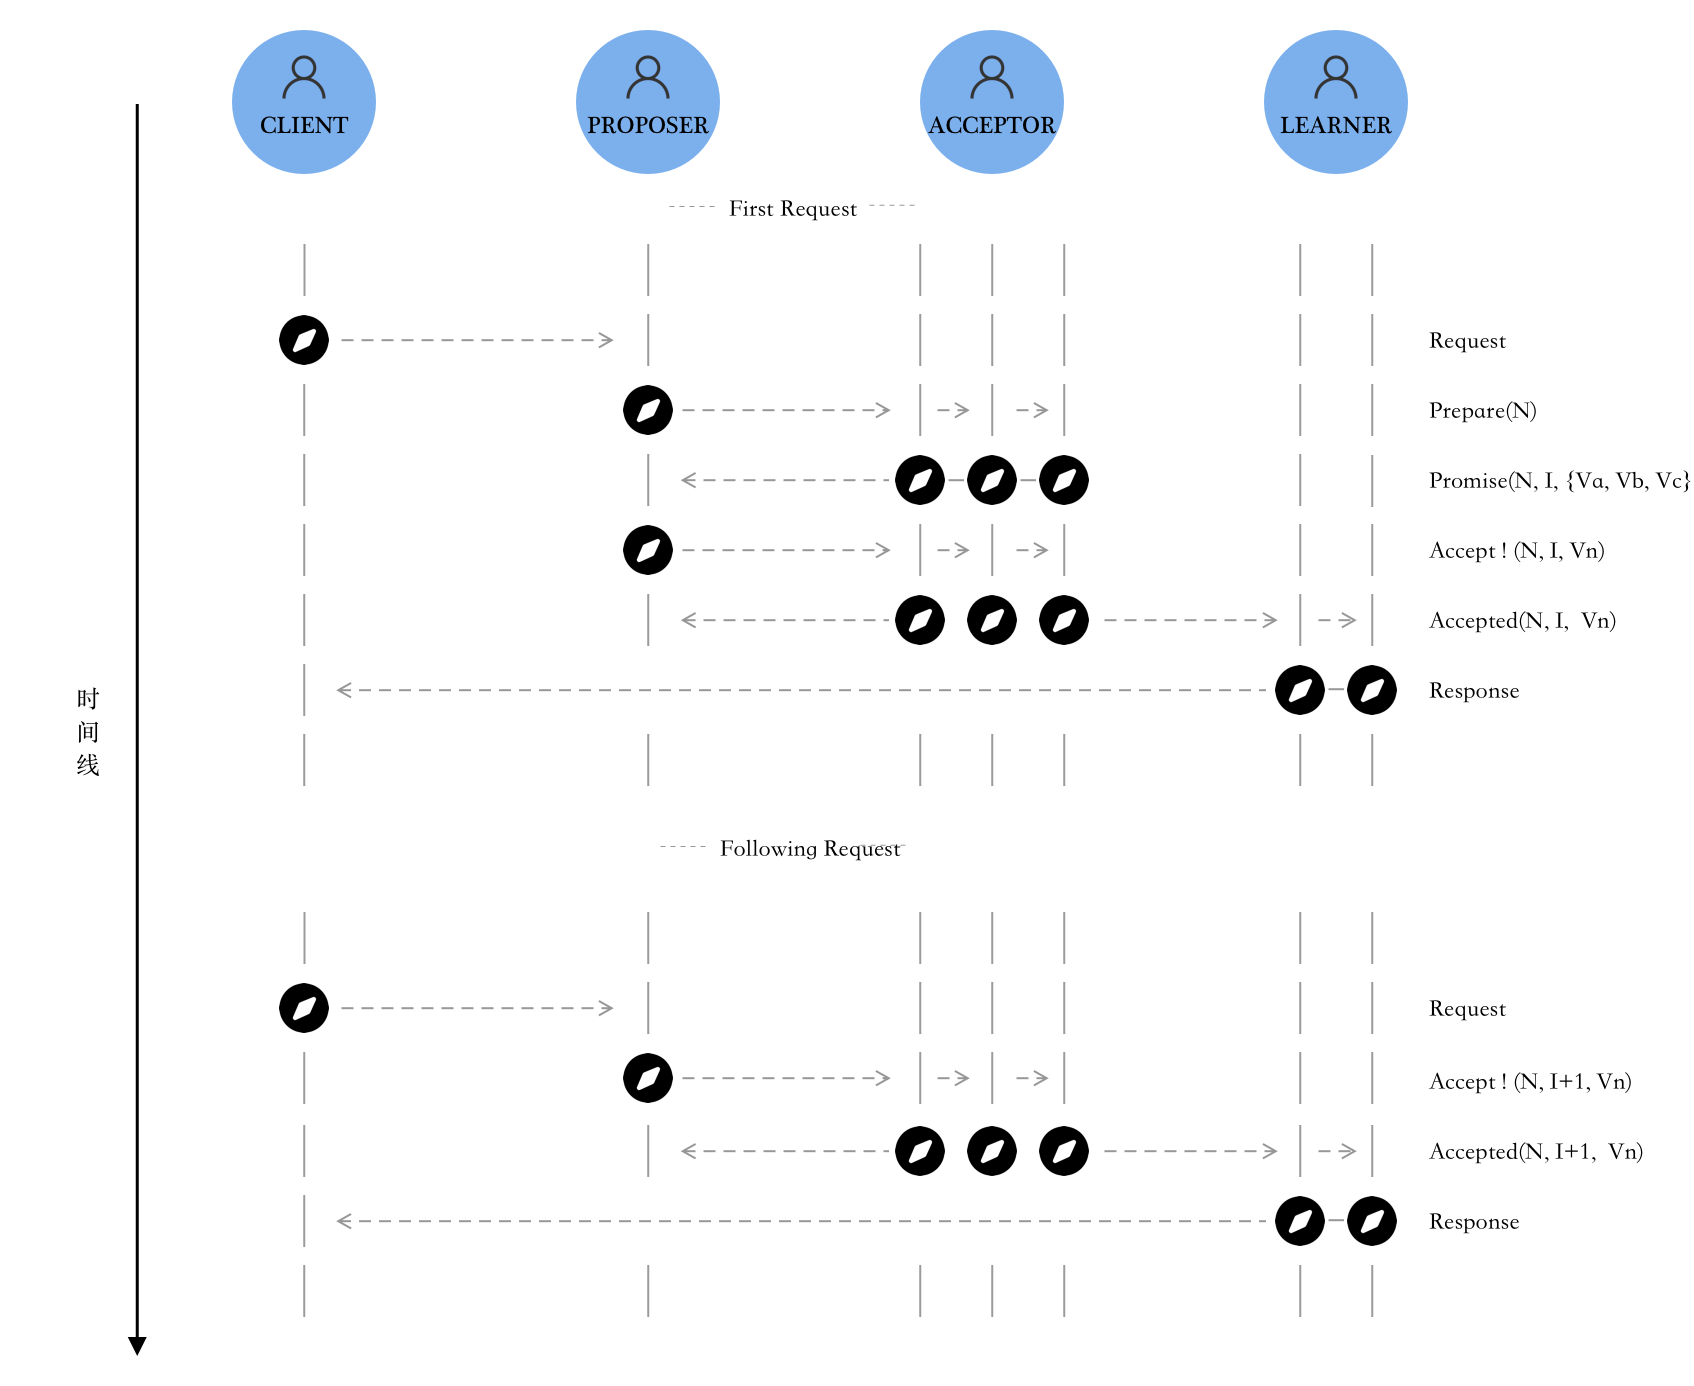 CLIENT
PROPOSER
ACCEPTOR
LEARNER
First Request
Request
Prepare(N)
Promise(N, I, {Va, Vb, Vc}
Accept ! (N, I, Vn)
Accepted(N, I, Vn)
Response
时
间
线
Following Request
Request
Accept ! (N, I+1, Vn)
Accepted(N, I+1, Vn)
Response